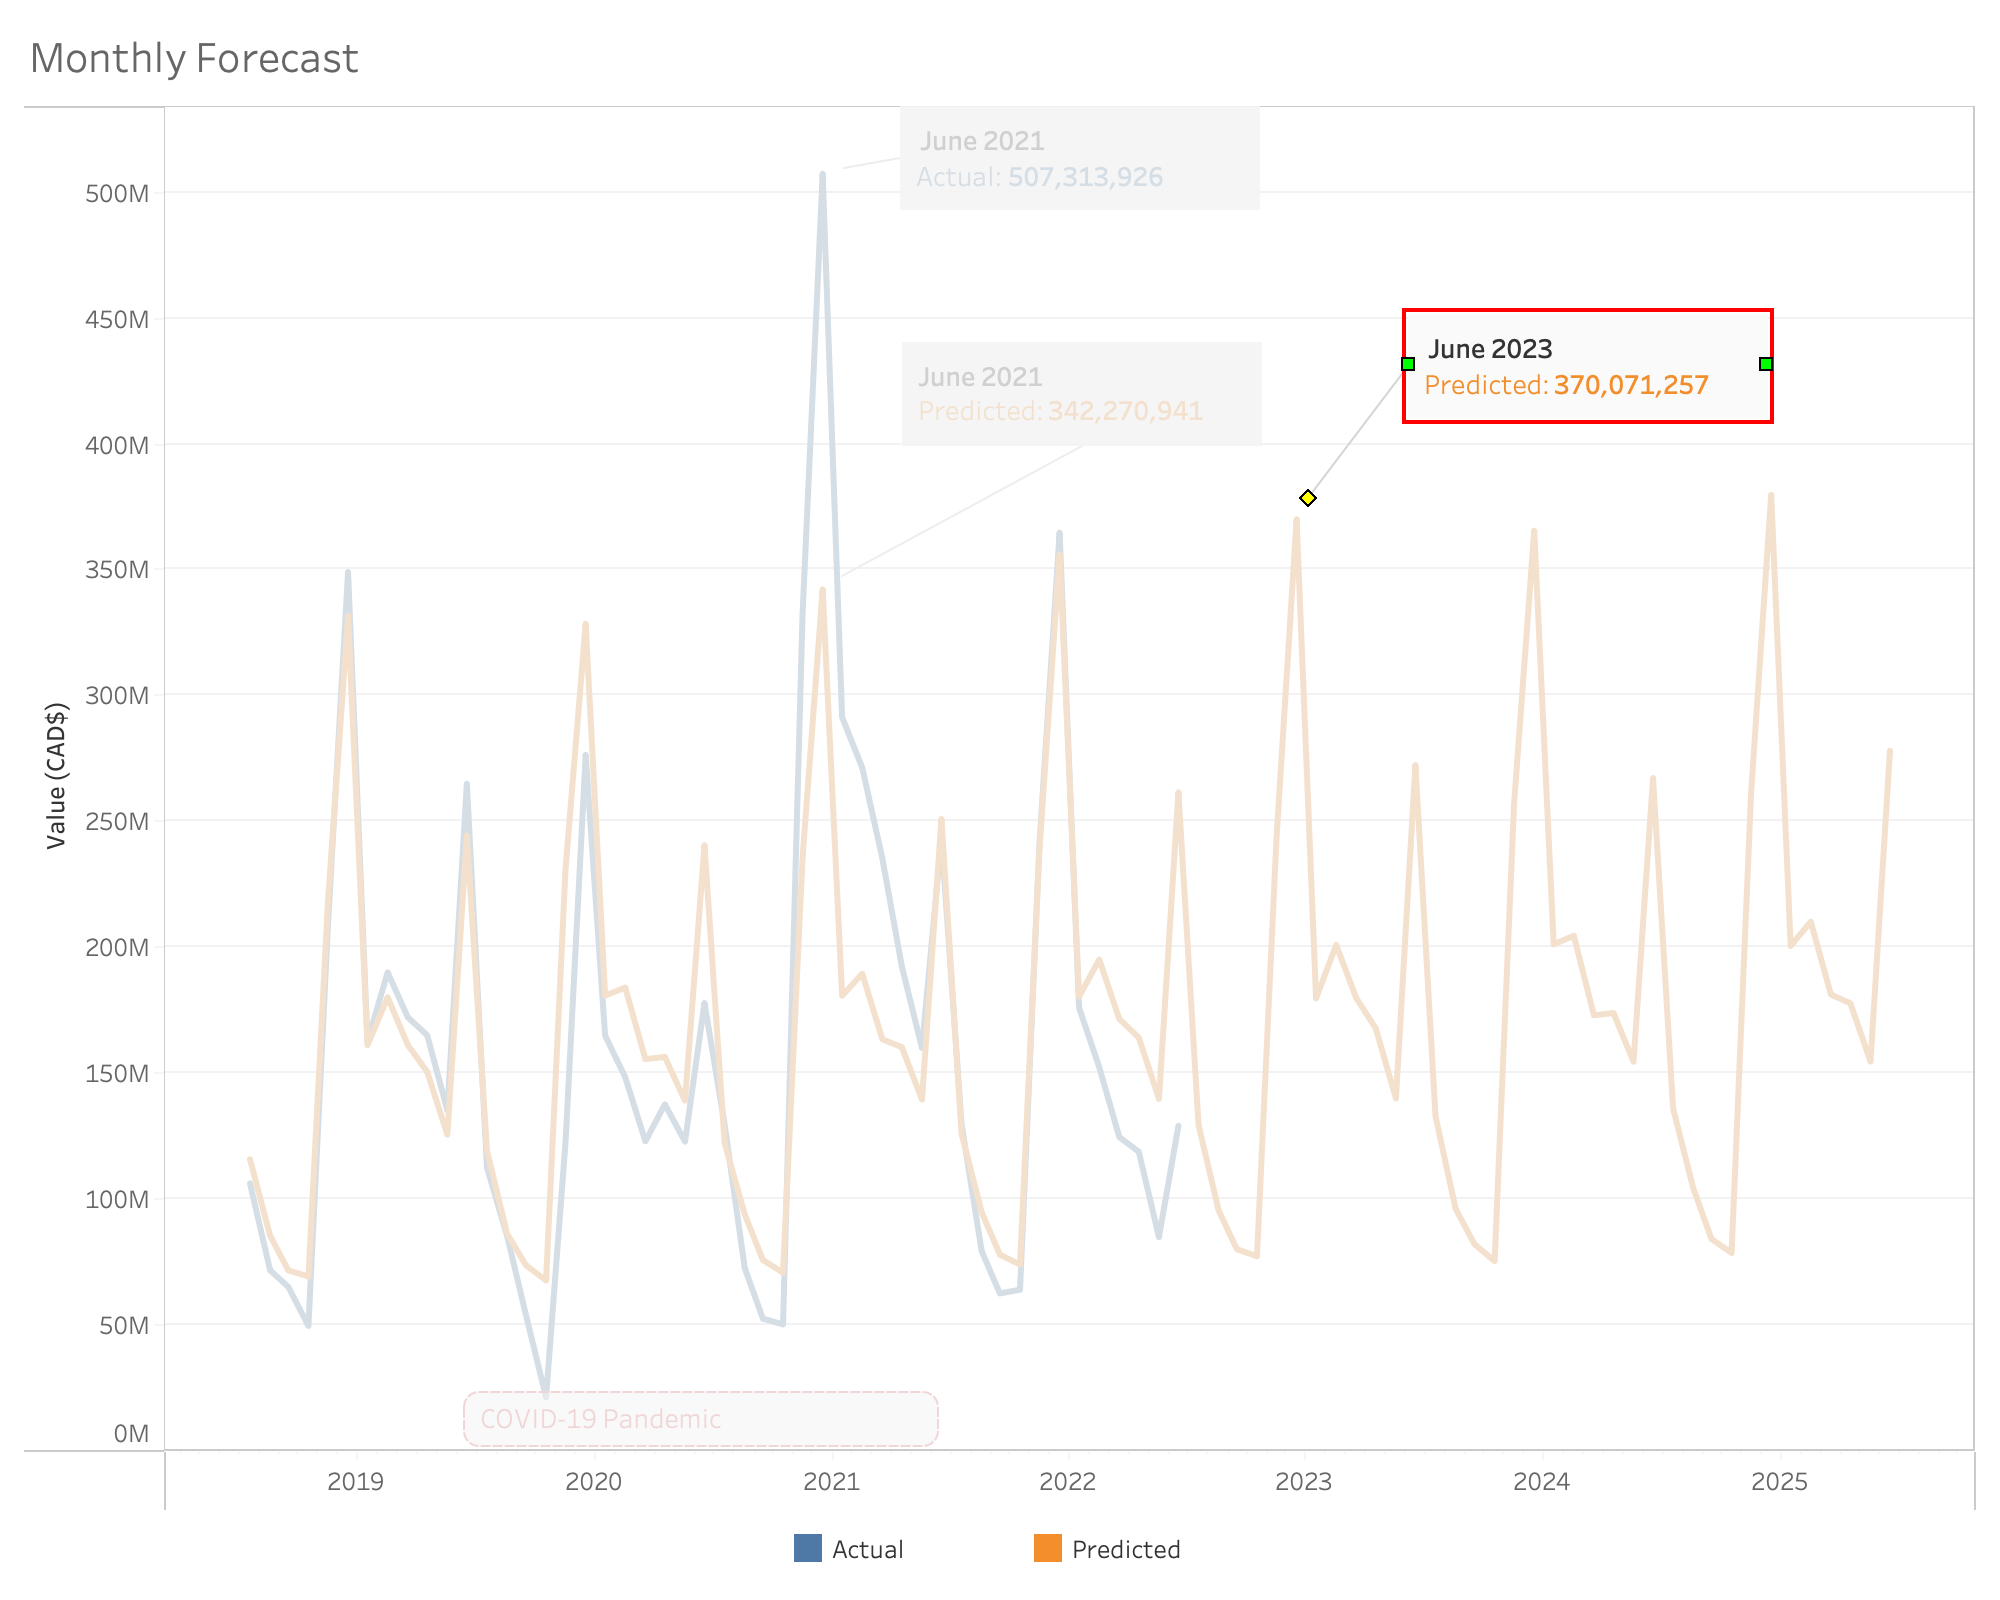 Monthly Forecast
June 2021
Actual: 507,313,926
500M
450M
June 2023
Predicted: 370,071,257
June 2021
Predicted: 342,270,941
400M
350M
300M
Value (CAD$)
250M
200M
150M
100M
50M
COVID-19 Pandemic
0M
2019 2020 2021 2022 2023 2024 2025
Actual Predicted